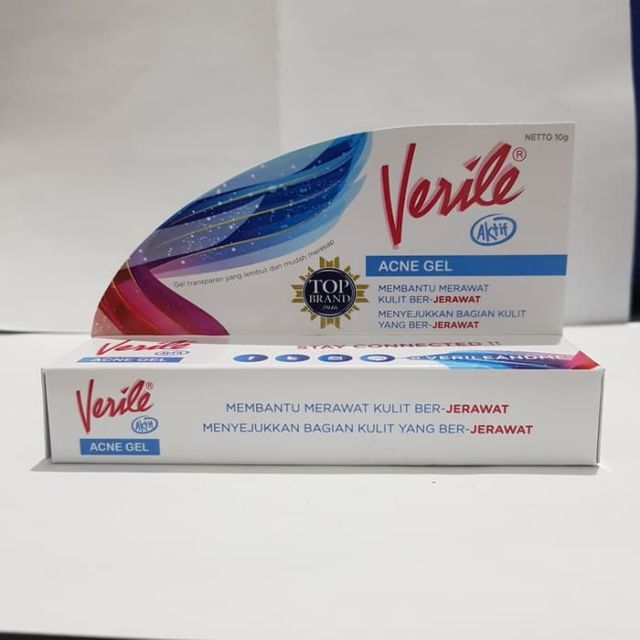 NETTO 10g
Verile®
Aktif
ACNE GEL
Gel transparan yang lembut dan mudah meresap
TOP
BRAND
2016
MEMBANTU MERAWAT
KULIT BER-JERAWAT
MENYEJUKKAN BAGIAN KULIT
YANG BER-JERAWAT
Verile
Aktif
ACNE GEL
STAY CONNECTED !!
@VERILEANDME
Verile®
Aktif
ACNE GEL
MEMBANTU MERAWAT KULIT BER-JERAWAT
MENYEJUKKAN BAGIAN KULIT YANG BER-JERAWAT